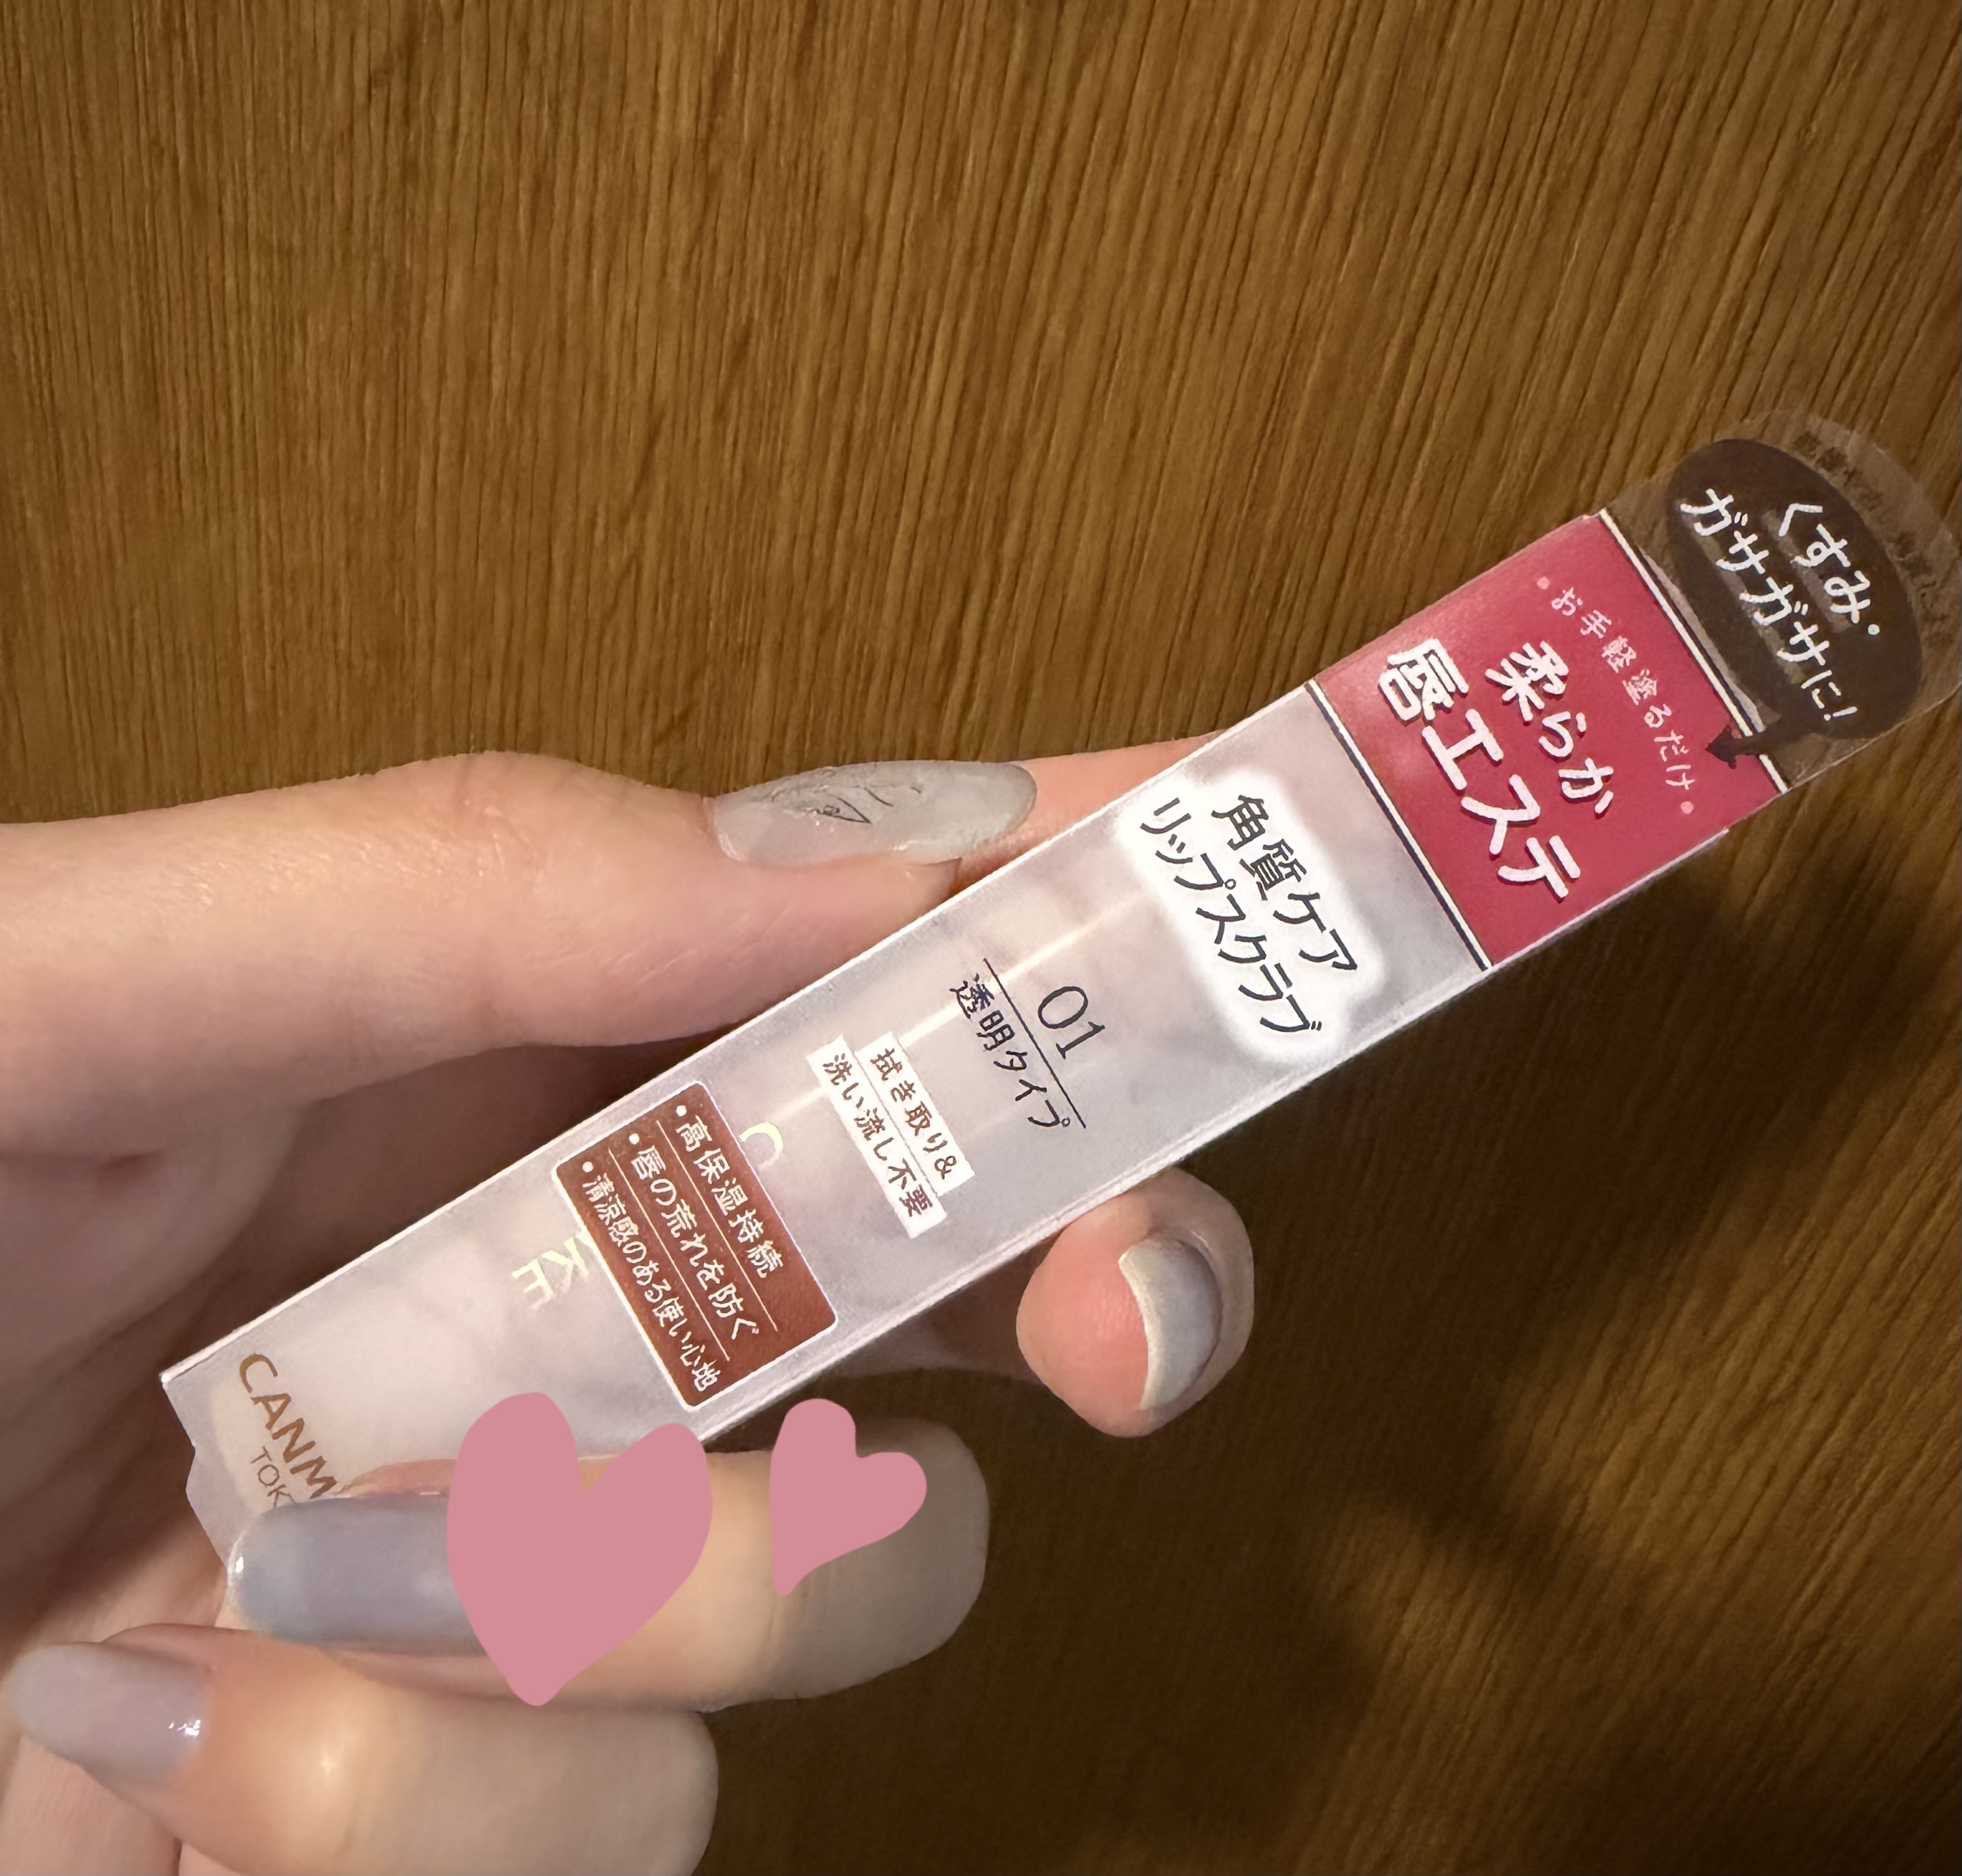 くすみ・
ガサガサに!
お手軽塗るだけ
柔らか
唇エステ
角質ケア
リップスクラブ
01
透明タイプ
拭き取り&
洗い流し不要
・高保湿持続
・唇の荒れを防ぐ
・清涼感のある使い心地
C
KE
CANM
TOK